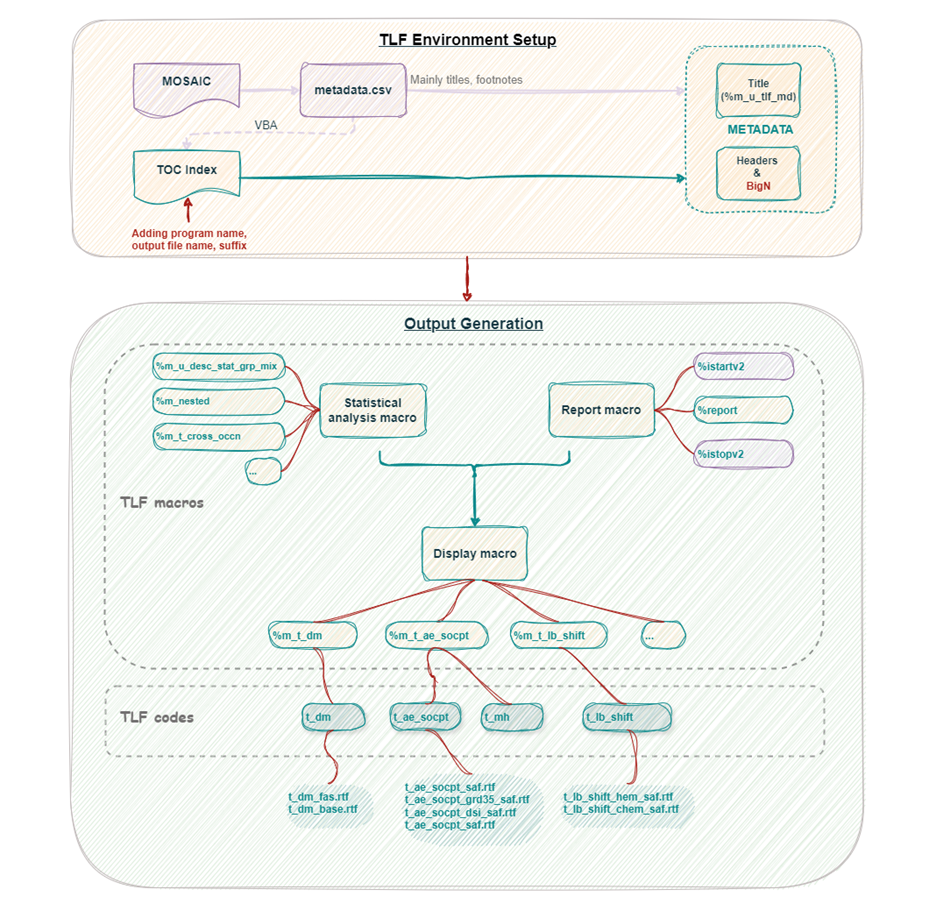 TLF Environment Setup
MOSAIC
metadata.csv
Mainly titles, footnotes
Title
(%m_u_tlf_md)
METADATA
VBA
TOC Index
Headers
&
BigN
Adding program name,
output file name, suffix
Output Generation
%m_u_desc_stat_grp_mix
%m_nested
%m_t_cross_occn
...
Statistical
analysis macro
Report macro
%istartv2
%report
%istopv2
TLF macros
Display macro
%m_t_dm
%m_t_ae_socpt
%m_t_lb_shift
...
TLF codes
t_dm
t_ae_socpt
t_mh
t_lb_shift
t_dm_fas.rtf
t_dm_base.rtf
t_ae_socpt_saf.rtf
t_ae_socpt_grd35_saf.rtf
t_ae_socpt_dsi_saf.rtf
t_ae_socpt_saf.rtf
t_lb_shift_hem_saf.rtf
t_lb_shift_chem_saf.rtf